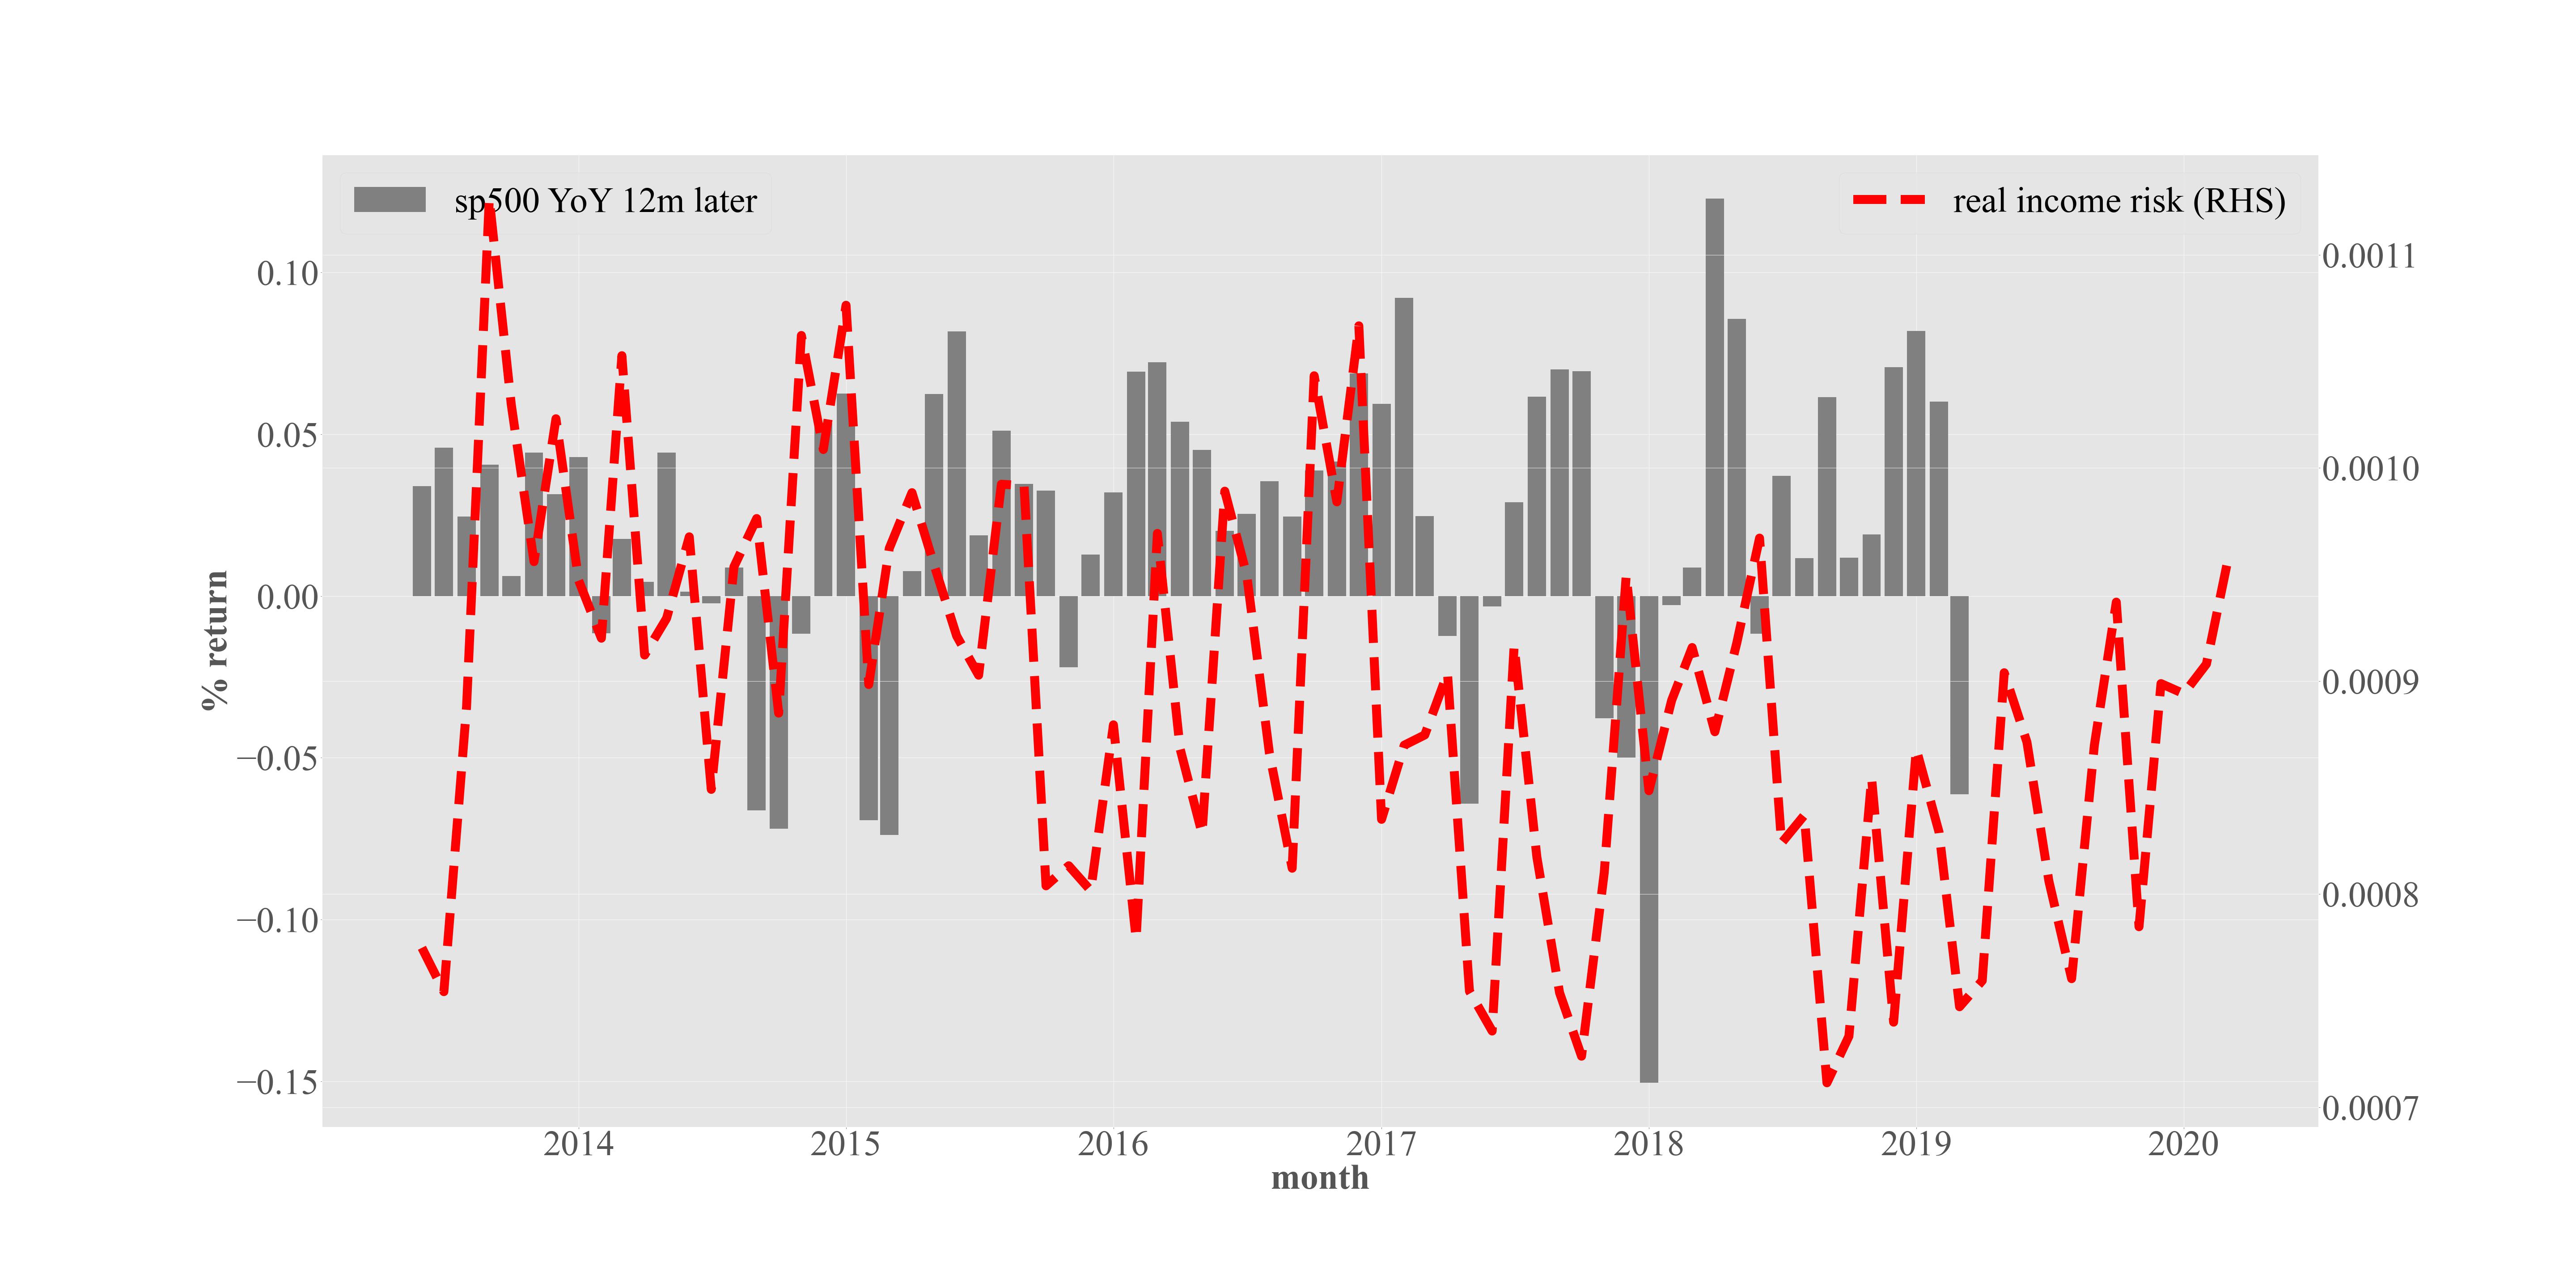 sp500 YoY 12m later
real income risk (RHS)
% return
0.10
0.05
0.00
−0.05
−0.10
−0.15
0.0011
0.0010
0.0009
0.0008
0.0007
2014 2015 2016 2017 2018 2019 2020
month